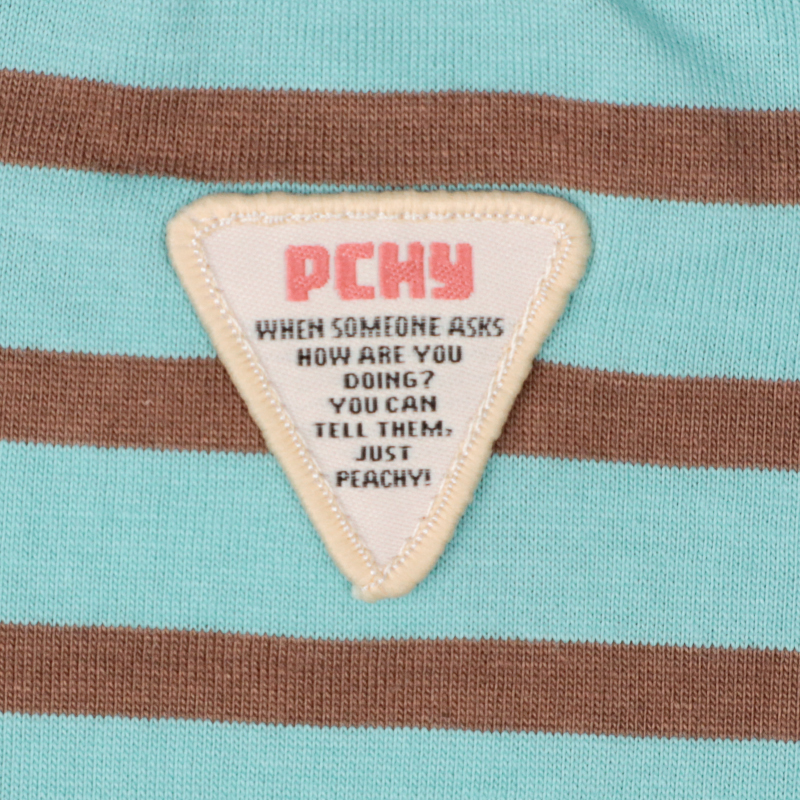 PCHY
WHEN SOMEONE ASKS
HOW ARE YOU
DOING?
YOU CAN
TELL THEM,
JUST
PEACHY!